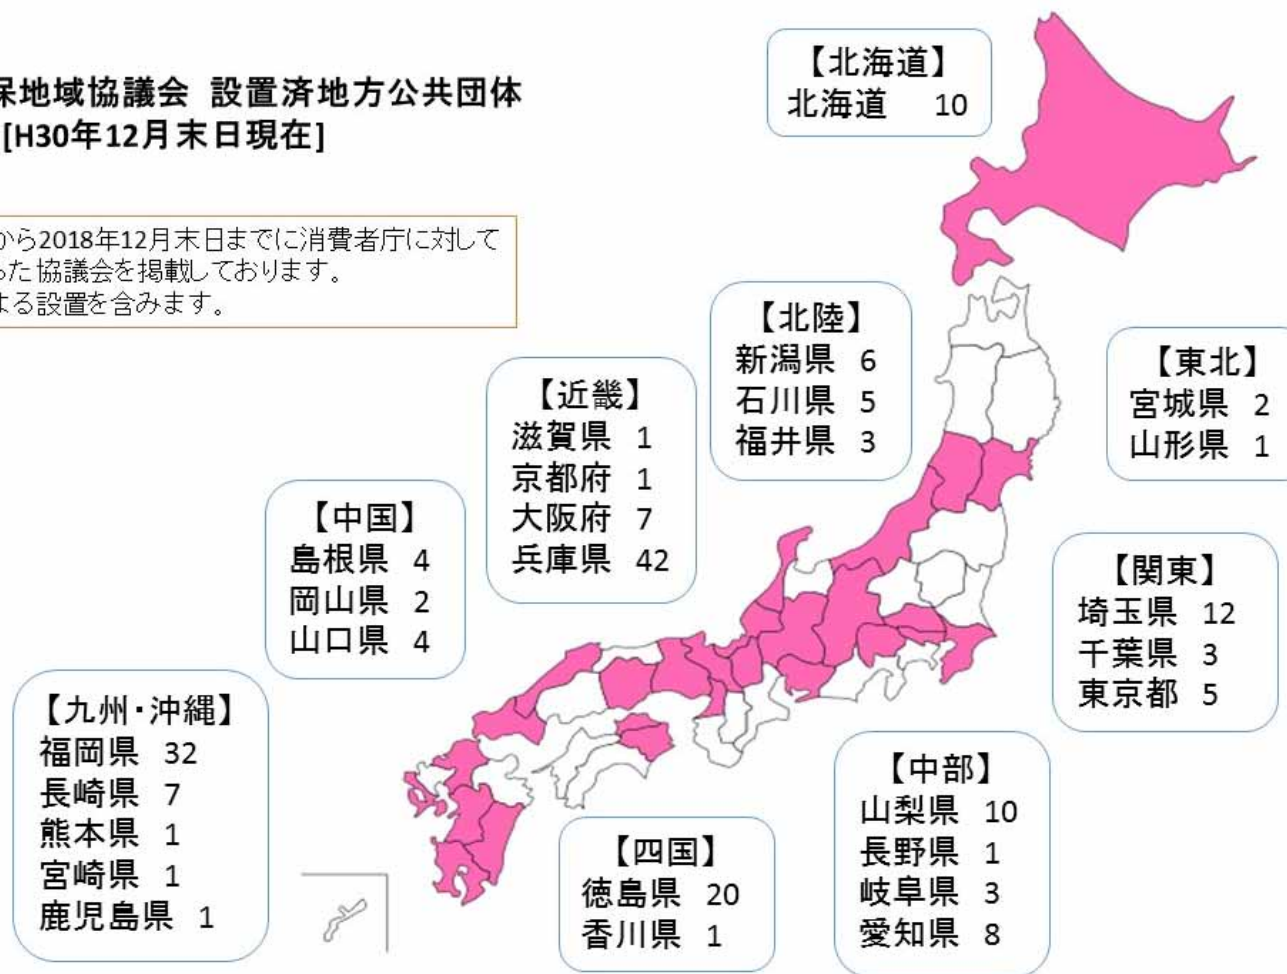 保地域協議会 設置済地方公共団体
[H30年12月末日現在]
から2018年12月末日までに消費者庁に対して
った協議会を掲載しております。
よる設置を含みます。
【北海道】
北海道 10
【北陸】
新潟県 6
石川県 5
福井県 3
【東北】
宮城県 2
山形県 1
【近畿】
滋賀県 1
京都府 1
大阪府 7
兵庫県 42
【中国】
島根県 4
岡山県 2
山口県 4
【関東】
埼玉県 12
千葉県 3
東京都 5
【九州・沖縄】
福岡県 32
長崎県 7
熊本県 1
宮崎県 1
鹿児島県 1
【中部】
山梨県 10
長野県 1
岐阜県 3
愛知県 8
【四国】
徳島県 20
香川県 1